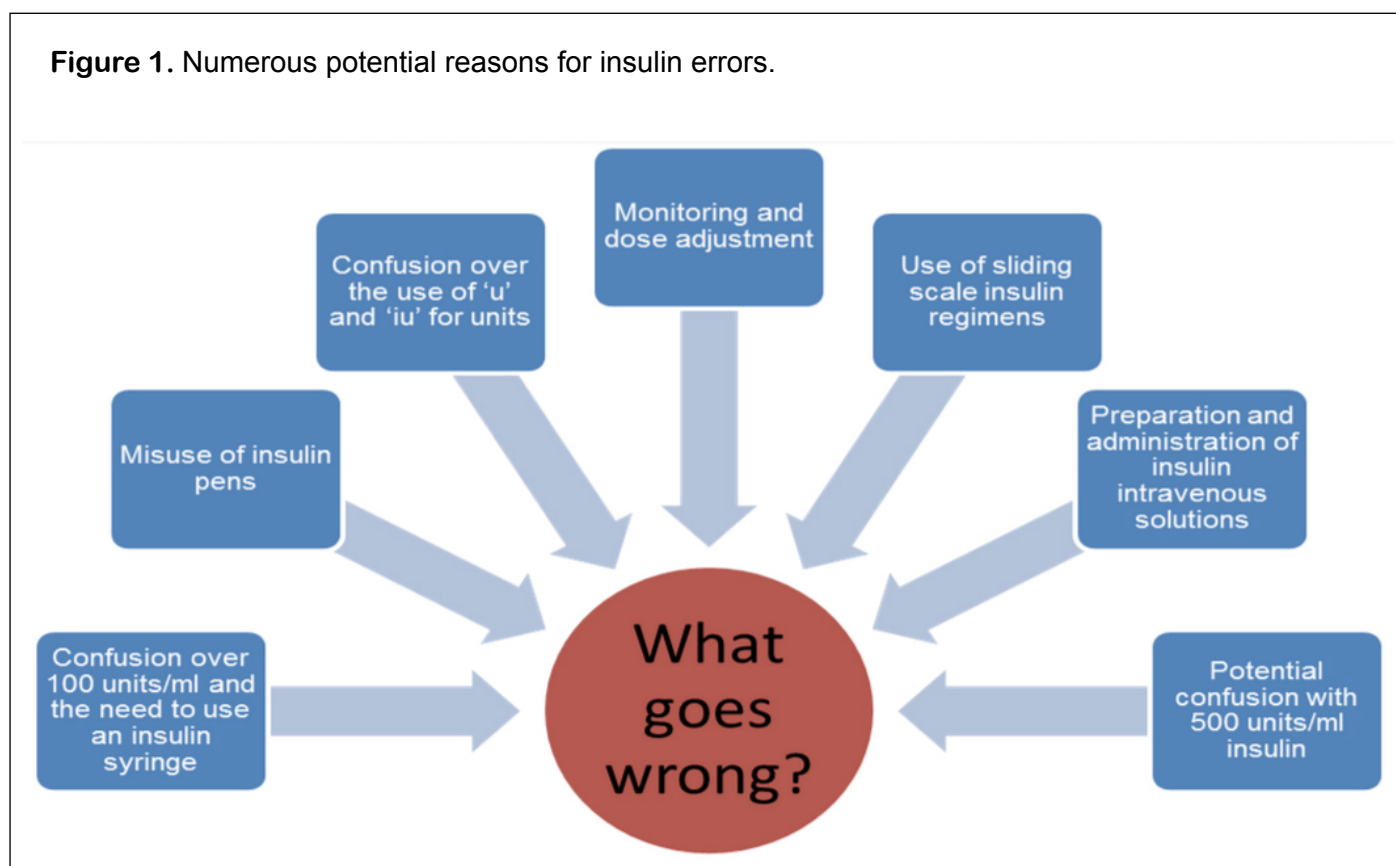 Figure 1. Numerous potential reasons for insulin errors.
Monitoring and
dose adjustment
Confusion over
the use of ‘u’
and ‘iu’ for units
Use of sliding
scale insulin
regimens
Misuse of insulin
pens
Preparation and
administration of
insulin
intravenous
solutions
Confusion over
100 units/ml and
the need to use
an insulin
syringe
What
goes
wrong?
Potential
confusion with
500 units/ml
insulin